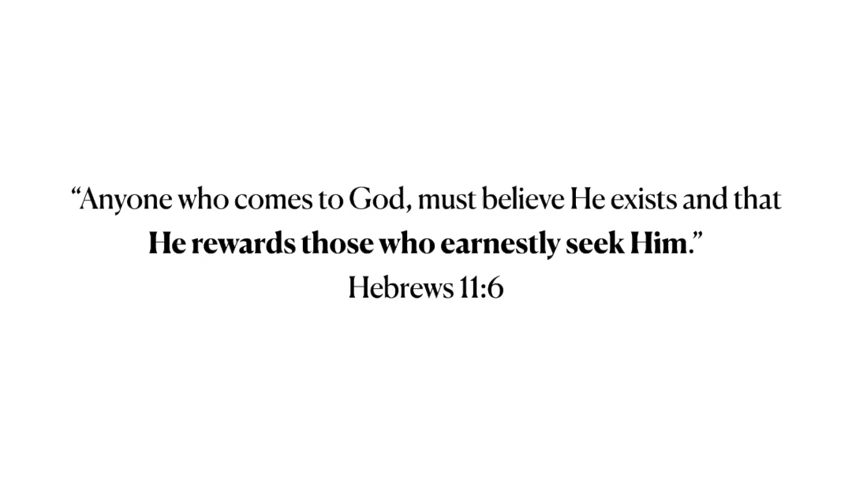 “Anyone who comes to God, must believe He exists and that
He rewards those who earnestly seek Him.”
Hebrews 11:6